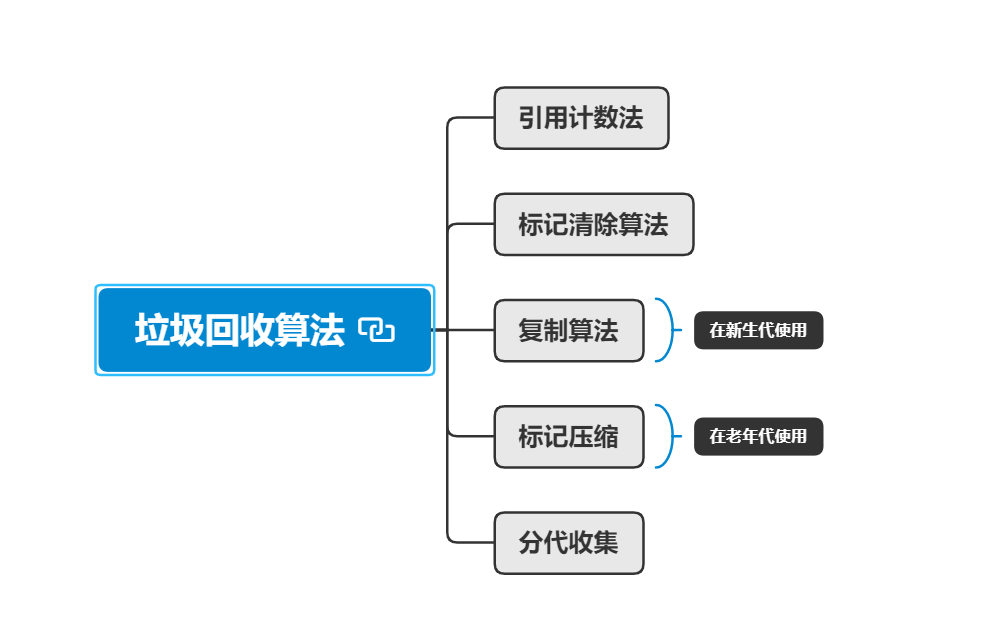 垃圾回收算法
引用计数法
标记清除算法
复制算法
在新生代使用
标记压缩
在老年代使用
分代收集